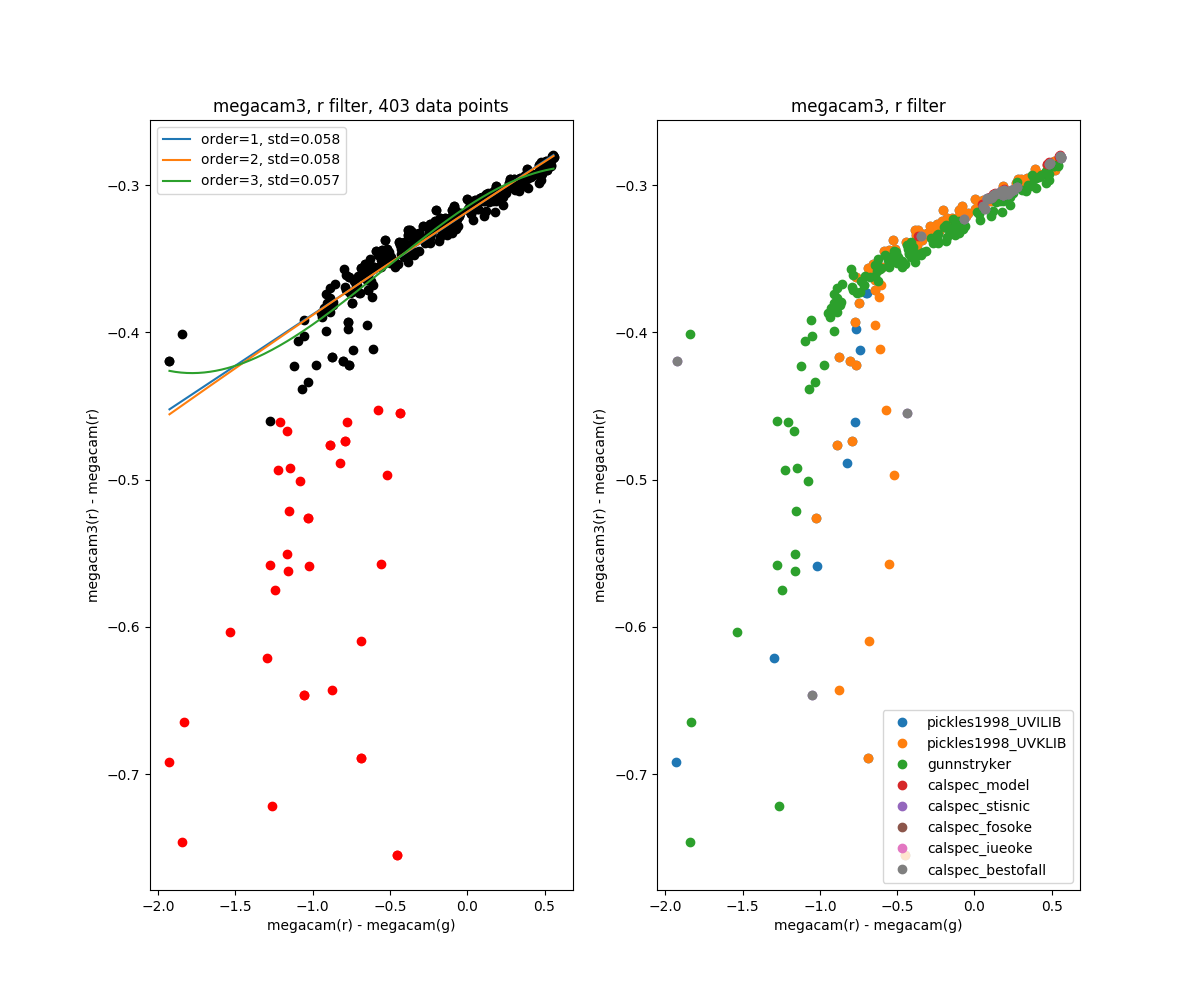 megacam3, r filter, 403 data points
order=1, std=0.058
order=2, std=0.058
order=3, std=0.057
−0.3
−0.4
−0.5
−0.6
−0.7
megacam3(r) - megacam(r)
−2.0 −1.5 −1.0 −0.5 0.0 0.5
megacam(r) - megacam(g)
megacam3, r filter
−0.3
−0.4
−0.5
−0.6
−0.7
megacam3(r) - megacam(r)
pickles1998_UVILIB
pickles1998_UVKLIB
gunnstryker
calspec_model
calspec_stisnic
calspec_fosoke
calspec_iueoke
calspec_bestofall
−2.0 −1.5 −1.0 −0.5 0.0 0.5
megacam(r) - megacam(g)